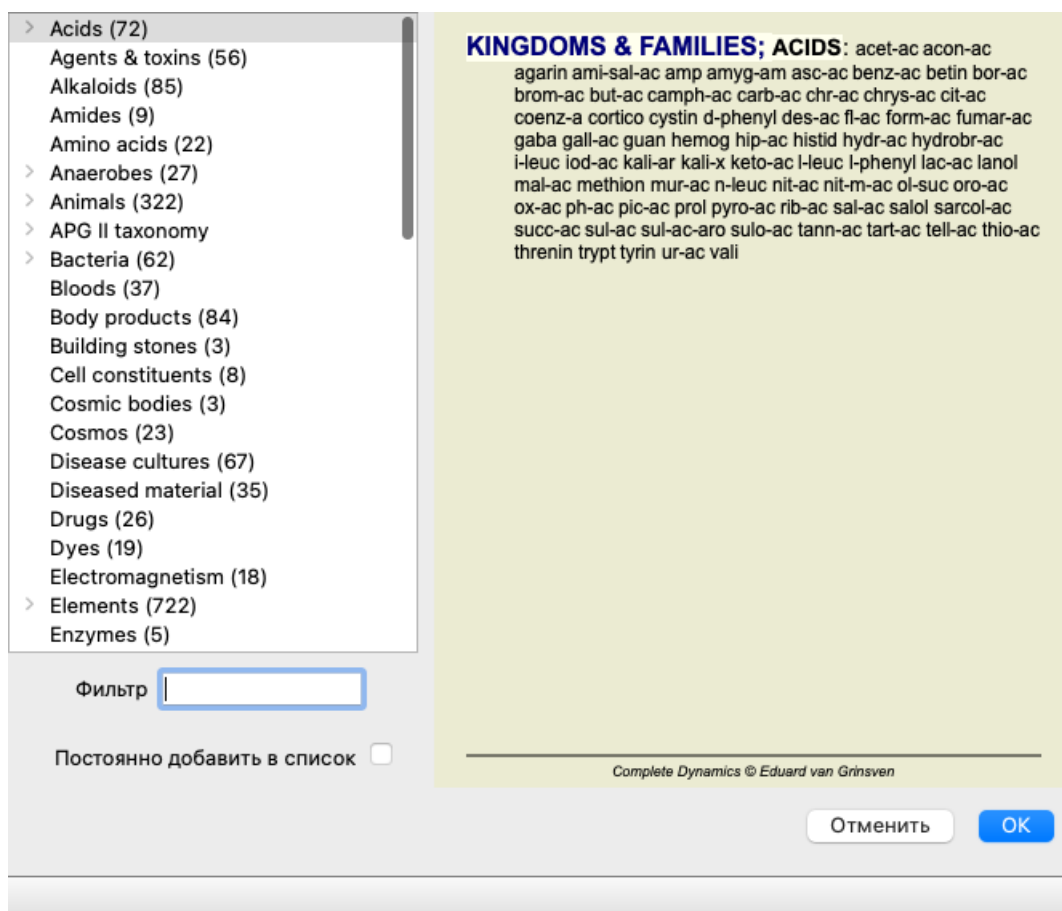 Acids (72)
Agents & toxins (56)
Alkaloids (85)
Amides (9)
Amino acids (22)
Anaerobes (27)
Animals (322)
APG II taxonomy
Bacteria (62)
Bloods (37)
Body products (84)
Building stones (3)
Cell constituents (8)
Cosmic bodies (3)
Cosmos (23)
Disease cultures (67)
Diseased material (35)
Drugs (26)
Dyes (19)
Electromagnetism (18)
Elements (722)
Enzymes (5)
Фильтр
Постоянно добавить в список
KINGDOMS & FAMILIES; ACIDS: acet-ac acon-ac
agarin ami-sal-ac amp amyg-am asc-ac benz-ac betin bor-ac
brom-ac but-ac camph-ac carb-ac chr-ac chrys-ac cit-ac
coenz-a cortico cystin d-phenyl des-ac fl-ac form-ac fumar-ac
gaba gall-ac guan hemog hip-ac histid hydr-ac hydrobr-ac
i-leuc iod-ac kali-ar kali-x keto-ac l-leuc l-phenyl lac-ac lanol
mal-ac methion mur-ac n-leuc nit-ac nit-m-ac ol-suc oro-ac
ox-ac ph-ac pic-ac prol pyro-ac rib-ac sal-ac salol sarcol-ac
succ-ac sul-ac sul-ac-aro sulo-ac tann-ac tart-ac tell-ac thio-ac
threnin trypt tyrin ur-ac vali
Complete Dynamics © Eduard van Grinsven
Отменить
OK